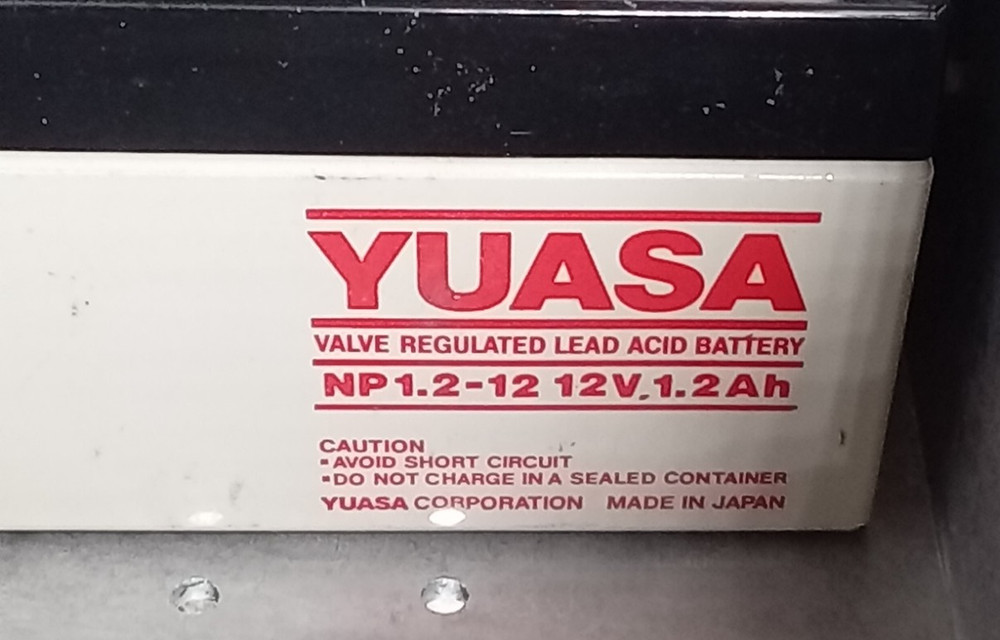 YUASA
VALVE REGULATED LEAD ACID BATTERY
NP1.2-12 12V,1.2Ah
CAUTION
▪AVOID SHORT CIRCUIT
▪DO NOT CHARGE IN A SEALED CONTAINER
YUASA CORPORATION MADE IN JAPAN